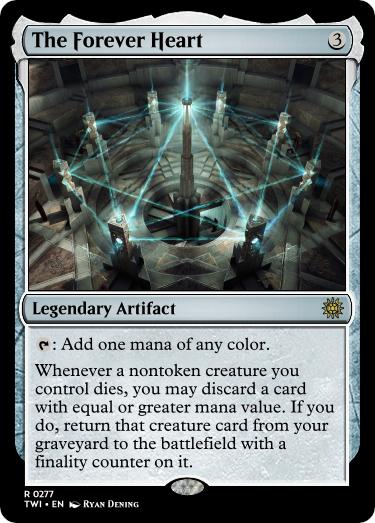 The Forever Heart 3
Legendary Artifact
: Add one mana of any color.
Whenever a nontoken creature you
control dies, you may discard a card
with equal or greater mana value. If you
do, return that creature card from your
graveyard to the battlefield with a
finality counter on it.
R 0277
TWI • EN Ryan Dening